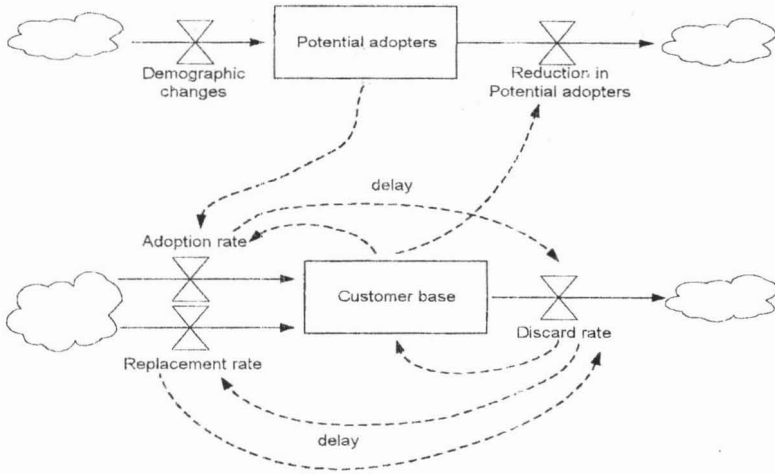 Potential adopters
Demographic
changes
Reduction in
Potential adopters
delay
Adoption rate
Customer base
Discard rate
Replacement rate
delay